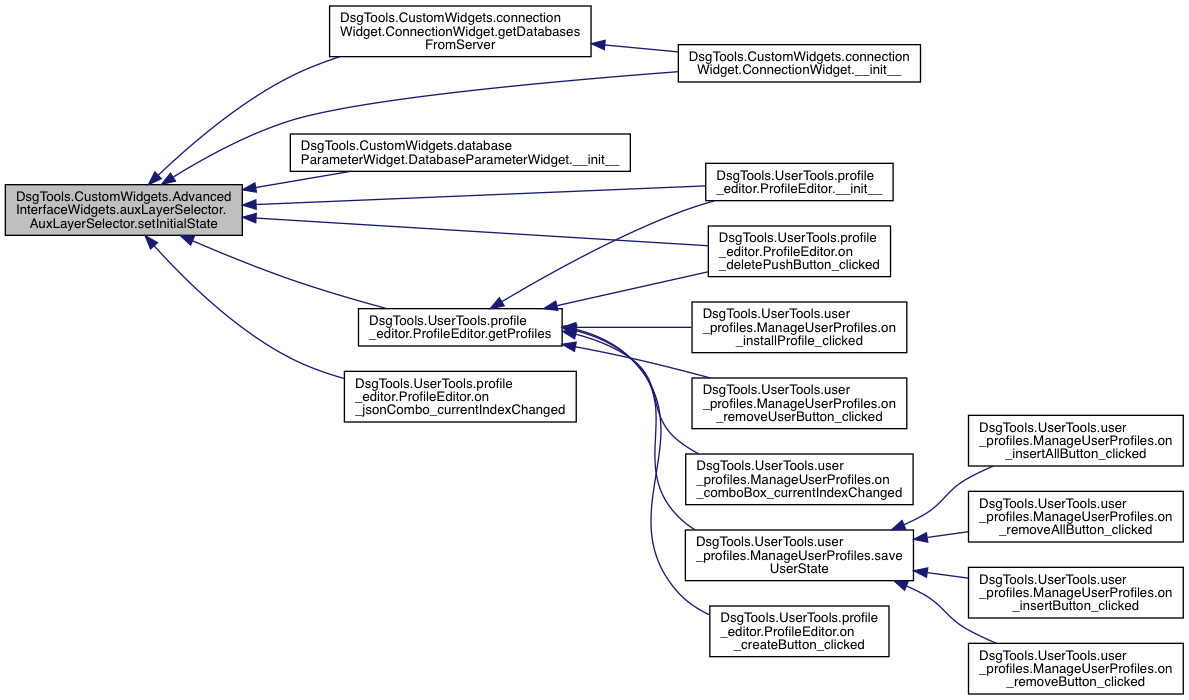 DsgTools.CustomWidgets.connection
Widget.ConnectionWidget.getDatabases
FromServer
DsgTools.CustomWidgets.connection
Widget.ConnectionWidget.__init__
DsgTools.CustomWidgets.database
ParameterWidget.DatabaseParameterWidget.__init__
DsgTools.UserTools.profile
_editor.ProfileEditor.__init__
DsgTools.CustomWidgets.Advanced
InterfaceWidgets.auxLayerSelector.
AuxLayerSelector.setInitialState
DsgTools.UserTools.profile
_editor.ProfileEditor.on
_deletePushButton_clicked
DsgTools.UserTools.profile
_editor.ProfileEditor.getProfiles
DsgTools.UserTools.user
_profiles.ManageUserProfiles.on
_installProfile_clicked
DsgTools.UserTools.profile
_editor.ProfileEditor.on
_jsonCombo_currentIndexChanged
DsgTools.UserTools.user
_profiles.ManageUserProfiles.on
_removeUserButton_clicked
DsgTools.UserTools.user
_profiles.ManageUserProfiles.on
_insertAllButton_clicked
DsgTools.UserTools.user
_profiles.ManageUserProfiles.on
_comboBox_currentIndexChanged
DsgTools.UserTools.user
_profiles.ManageUserProfiles.on
_removeAllButton_clicked
DsgTools.UserTools.user
_profiles.ManageUserProfiles.save
UserState
DsgTools.UserTools.user
_profiles.ManageUserProfiles.on
_insertButton_clicked
DsgTools.UserTools.profile
_editor.ProfileEditor.on
_createButton_clicked
DsgTools.UserTools.user
_profiles.ManageUserProfiles.on
_removeButton_clicked